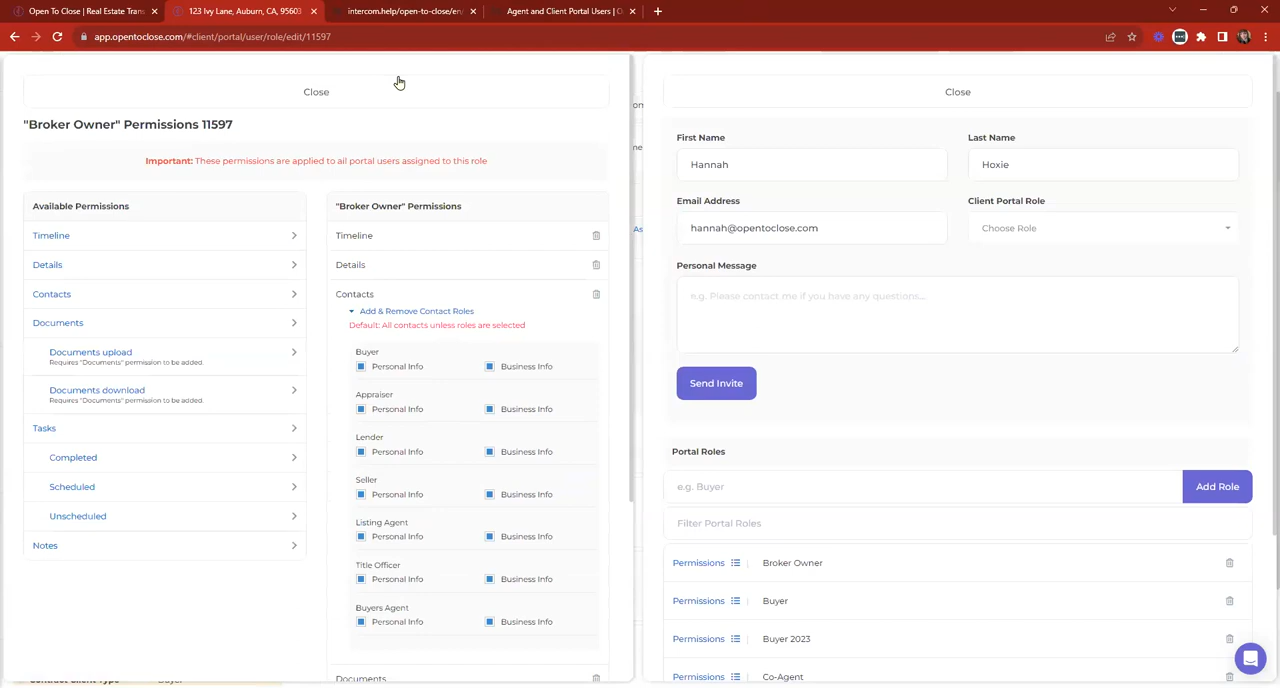 Open To Close | Real Estate Trans
123 Ivy Lane, Auburn, CA, 95603
intercom.help/open-to-close/en/
Agent and Client Portal Users | O
app.opentoclose.com/#client/portal/user/role/edit/11597
Close
"Broker Owner" Permissions 11597
Important: These permissions are applied to all portal users assigned to this role
Available Permissions
Timeline
Details
Contacts
Documents
Documents upload
Requires "Documents" permission to be added.
Documents download
Requires "Documents" permission to be added.
Tasks
Completed
Scheduled
Unscheduled
Notes
"Broker Owner" Permissions
Timeline
Details
Contacts
Add & Remove Contact Roles
Default: All contacts unless roles are selected
Buyer
Personal Info Business Info
Appraiser
Personal Info Business Info
Lender
Personal Info Business Info
Seller
Personal Info Business Info
Listing Agent
Personal Info Business Info
Title Officer
Personal Info Business Info
Buyers Agent
Personal Info Business Info
Documents
Close
First Name Last Name
Hannah Hoxie
Email Address Client Portal Role
hannah@opentoclose.com Choose Role
Personal Message
e.g. Please contact me if you have any questions...
Send Invite
Portal Roles
e.g. Buyer Add Role
Filter Portal Roles
Permissions | Broker Owner
Permissions | Buyer
Permissions | Buyer 2023
Permissions | Co-Agent